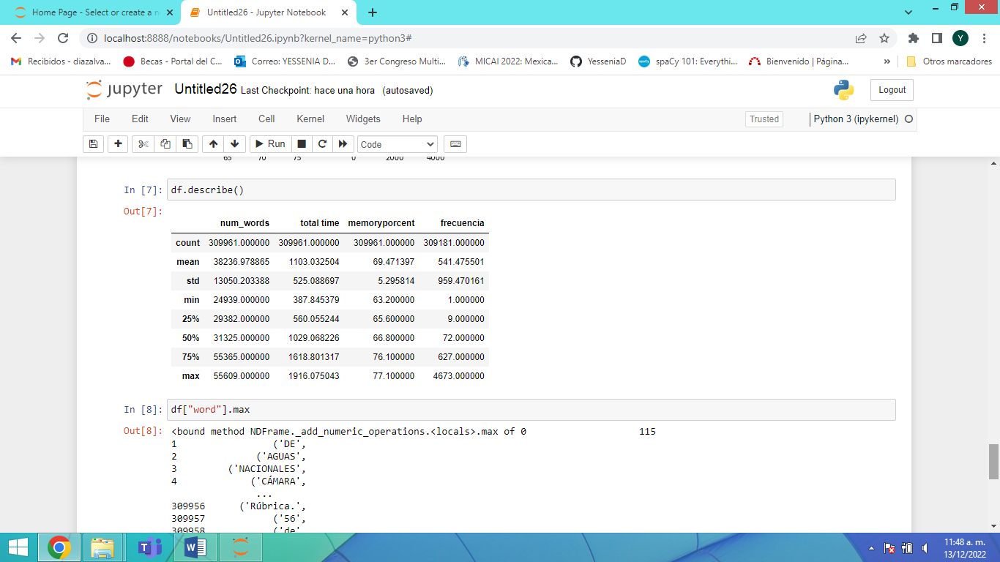 Home Page - Select or create a n
Untitled26 - Jupyter Notebook
localhost:8888/notebooks/Untitled26.ipynb?kernel_name=python3#
Y
Recibidos - diazalva...
Becas - Portal del C...
Correo: YESSENIA D...
3er Congreso Multi...
MICAI 2022: Mexica...
YesseniaD
spaCy 101: Everythi...
Bienvenido | Página...
»
Otros marcadores
jupyter Untitled26 Last Checkpoint: hace una hora (autosaved)
Logout
File Edit View Insert Cell Kernel Widgets Help
Trusted
Python 3 (ipykernel)
Run
Code
65 70 75 0 2000 4000
In [7]: df.describe()
Out[7]:
num_words total time memoryporcent frecuencia
count 309961.000000 309961.000000 309961.000000 309181.000000
mean 38236.978865 1103.032504 69.471397 541.475501
std 13050.203388 525.088697 5.295814 959.470161
min 24939.000000 387.845379 63.200000 1.000000
25% 29382.000000 560.055244 65.600000 9.000000
50% 31325.000000 1029.068226 66.800000 72.000000
75% 55365.000000 1618.801317 76.100000 627.000000
max 55609.000000 1916.075043 77.100000 4673.000000
In [8]: df["word"].max
Out[8]: <bound method NDFrame._add_numeric_operations.<locals>.max of 0 115
1 ('DE',
2 ('AGUAS',
3 ('NACIONALES',
4 ('CÁMARA',
...
309956 ('Rúbrica.',
309957 ('56',
309958 ('de',
11:48 a. m.
13/12/2022